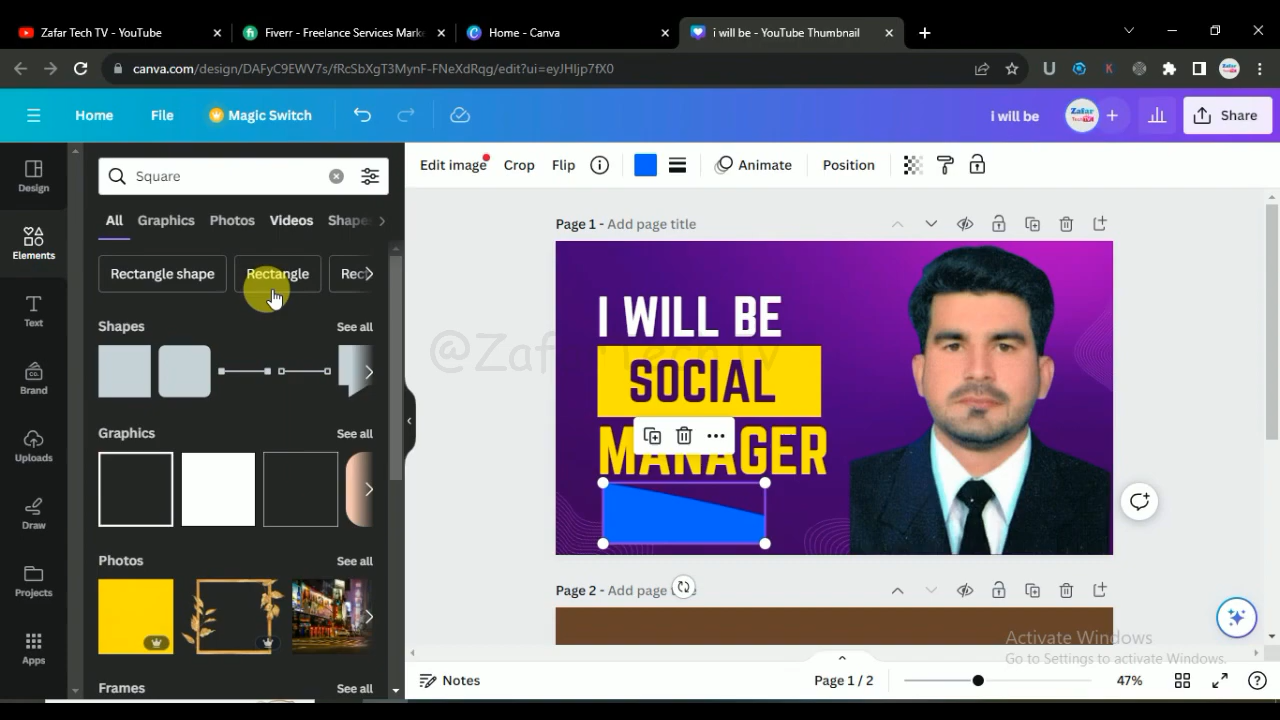 Zafar Tech TV - YouTube
Fiverr - Freelance Services Marke
Home - Canva
i will be - YouTube Thumbnail
canva.com/design/DAFyC9EWV7s/fRcSbXgT3MynF-FNeXdRqg/edit?ui=eyJHIjp7fX0
Home
File
Magic Switch
I will be
Share
Design
Elements
Text
Brand
Uploads
Draw
Projects
Apps
Square
All
Graphics
Photos
Videos
Shape
Rectangle shape
Rectangle
Rec
Shapes
See all
Graphics
See all
Photos
See all
Frames
See all
Edit image
Crop
Flip
Animate
Position
Page 1 - Add page title
I WILL BE
SOCIAL
MANAGER
Page 2 - Add page
Activate Windows
Go to Settings to activate Windows.
Notes
Page 1 / 2
47%